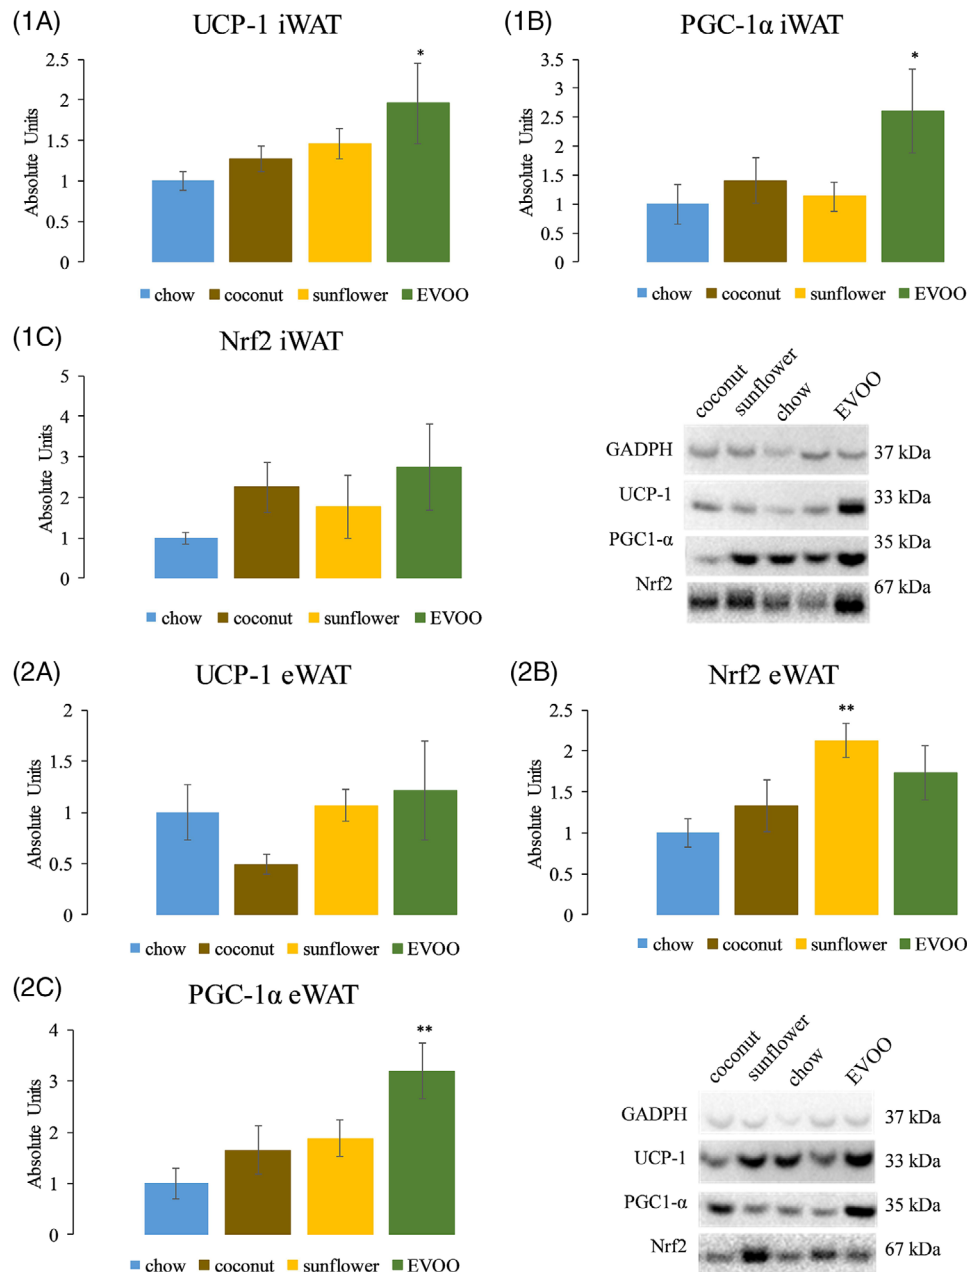 (1A)
UCP-1 iWAT
*
2.5
2
1.5
1
0.5
0
Absolute Units
chow coconut sunflower EVOO
(1B)
PGC-1α iWAT
*
3.5
3
2.5
2
1.5
1
0.5
0
Absolute Units
chow coconut sunflower EVOO
(1C)
Nrf2 iWAT
5
4
3
2
1
0
Absolute Units
chow coconut sunflower EVOO
coconut sunflower chow EVOO
GADPH 37 kDa
UCP-1 33 kDa
PGC1-α 35 kDa
Nrf2 67 kDa
(2A)
UCP-1 eWAT
2
1.5
1
0.5
0
Absolute Units
chow coconut sunflower EVOO
(2B)
Nrf2 eWAT
**
2.5
2
1.5
1
0.5
0
Absolute Units
chow coconut sunflower EVOO
(2C)
PGC-1α eWAT
**
4
3
2
1
0
Absolute Units
chow coconut sunflower EVOO
coconut sunflower chow EVOO
GADPH 37 kDa
UCP-1 33 kDa
PGC1-α 35 kDa
Nrf2 67 kDa